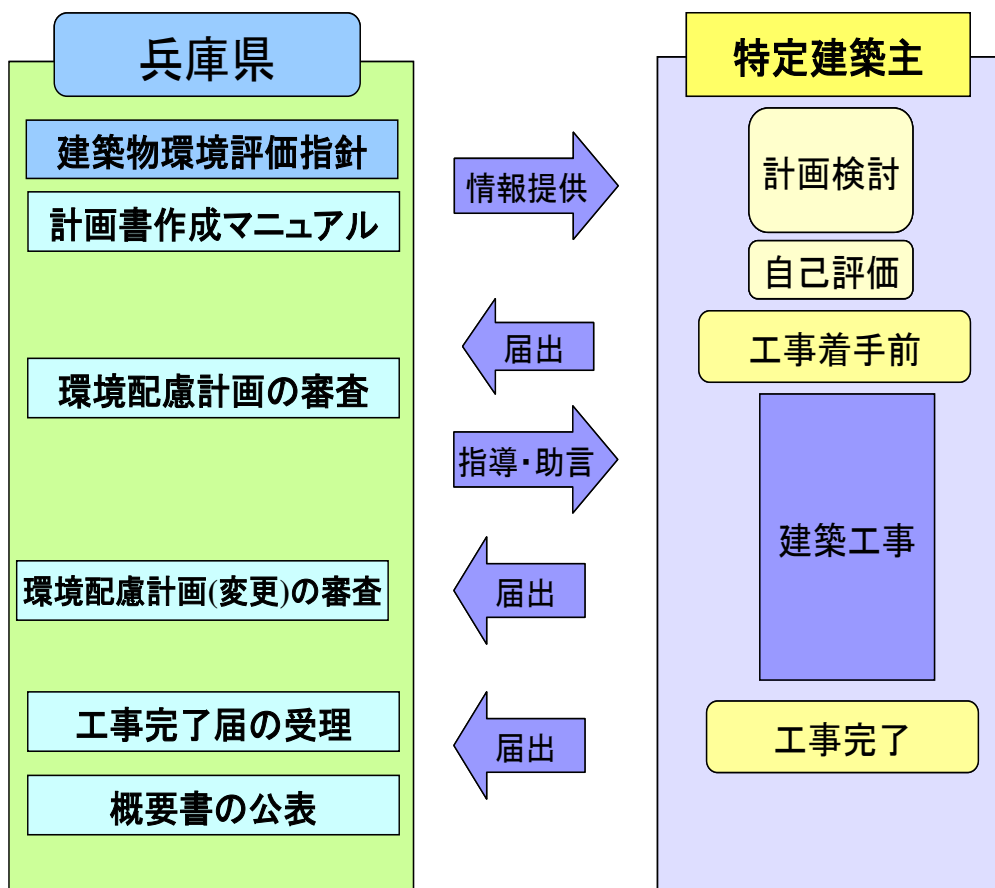 兵庫県
建築物環境評価指針
計画書作成マニュアル
環境配慮計画の審査
環境配慮計画(変更)の審査
工事完了届の受理
概要書の公表
情報提供
届出
指導・助言
届出
届出
特定建築主
計画検討
自己評価
工事着手前
建築工事
工事完了